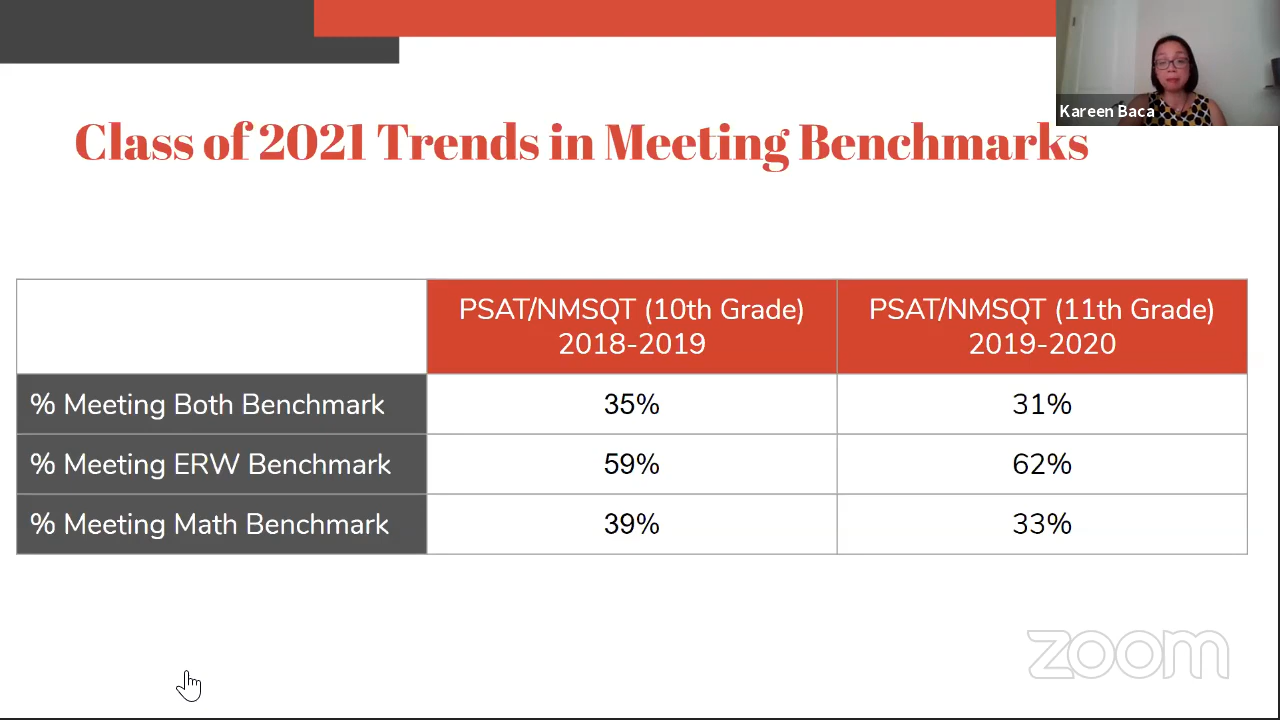 Kareen Baca
Class of 2021 Trends in Meeting Benchmarks
PSAT/NMSQT (10th Grade)
2018-2019
PSAT/NMSQT (11th Grade)
2019-2020
% Meeting Both Benchmark
35%
31%
% Meeting ERW Benchmark
59%
62%
% Meeting Math Benchmark
39%
33%
zoom